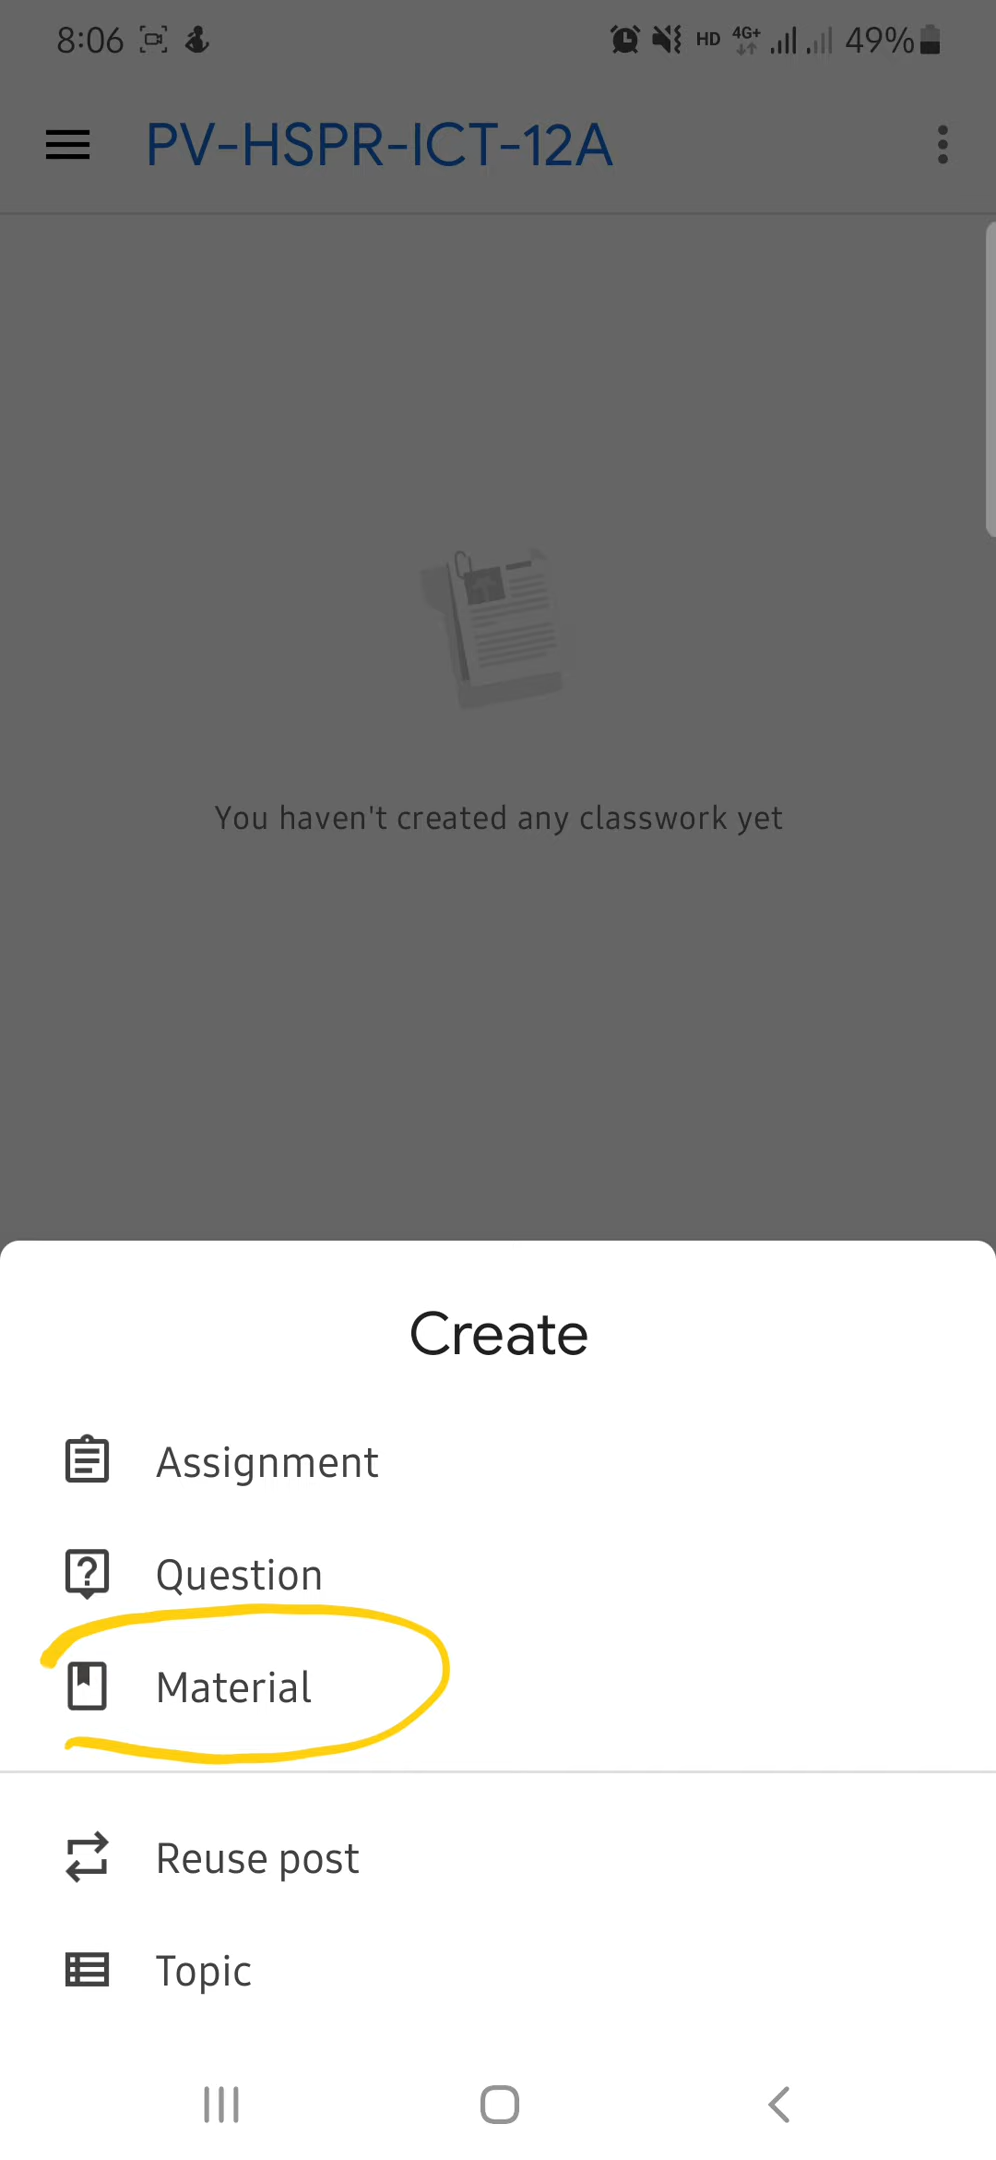 8:06 HD 4G+ 49%
PV-HSPR-ICT-12A
You haven't created any classwork yet
Create
Assignment
Question
Material
Reuse post
Topic